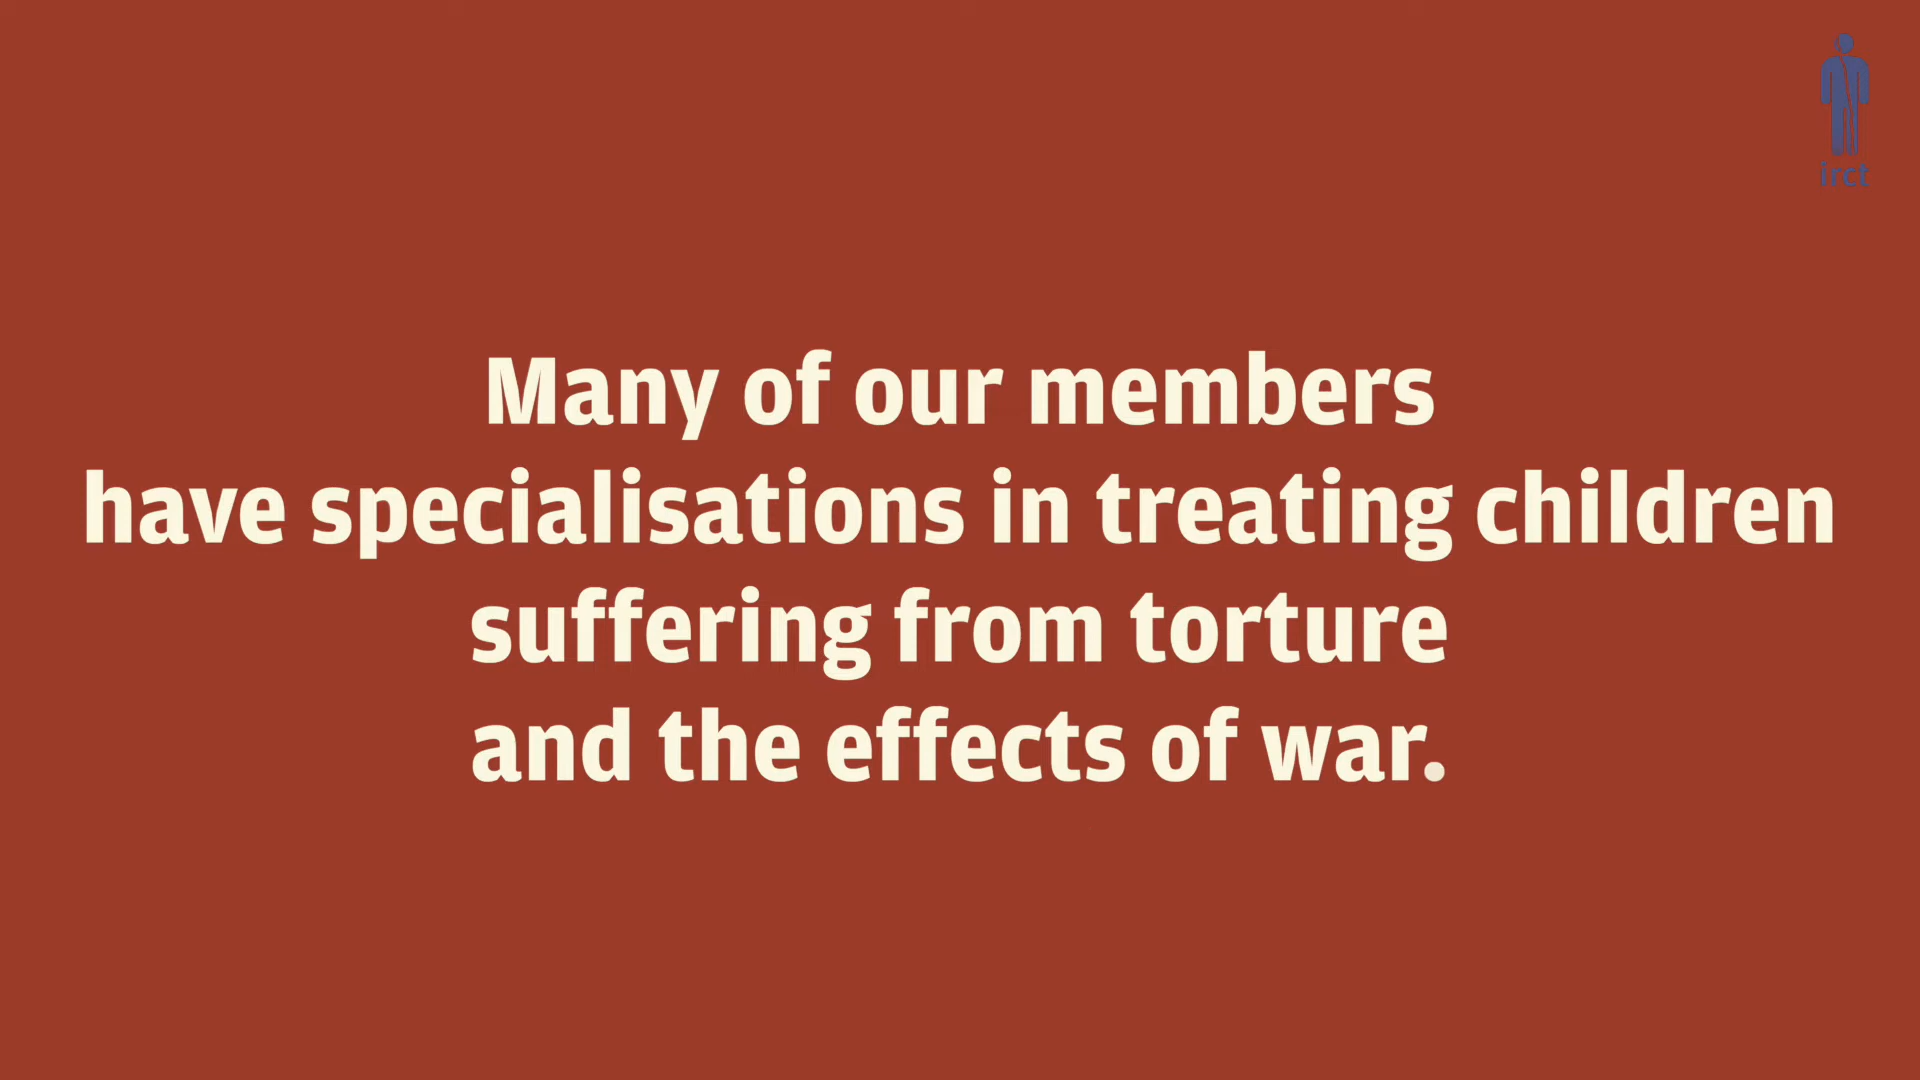 irct
Many of our members
have specialisations in treating children
suffering from torture
and the effects of war.